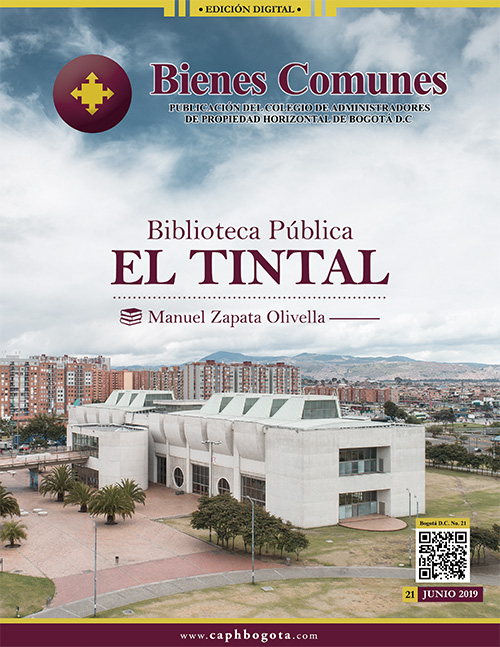 • EDICIÓN DIGITAL •
Bienes Comunes
PUBLICACIÓN DEL COLEGIO DE ADMINISTRADORES
DE PROPIEDAD HORIZONTAL DE BOGOTÁ D.C
Biblioteca Pública
EL TINTAL
Manuel Zapata Olivella
Bogotá D.C. No. 21
21 JUNIO 2019
www.caphbogota.com